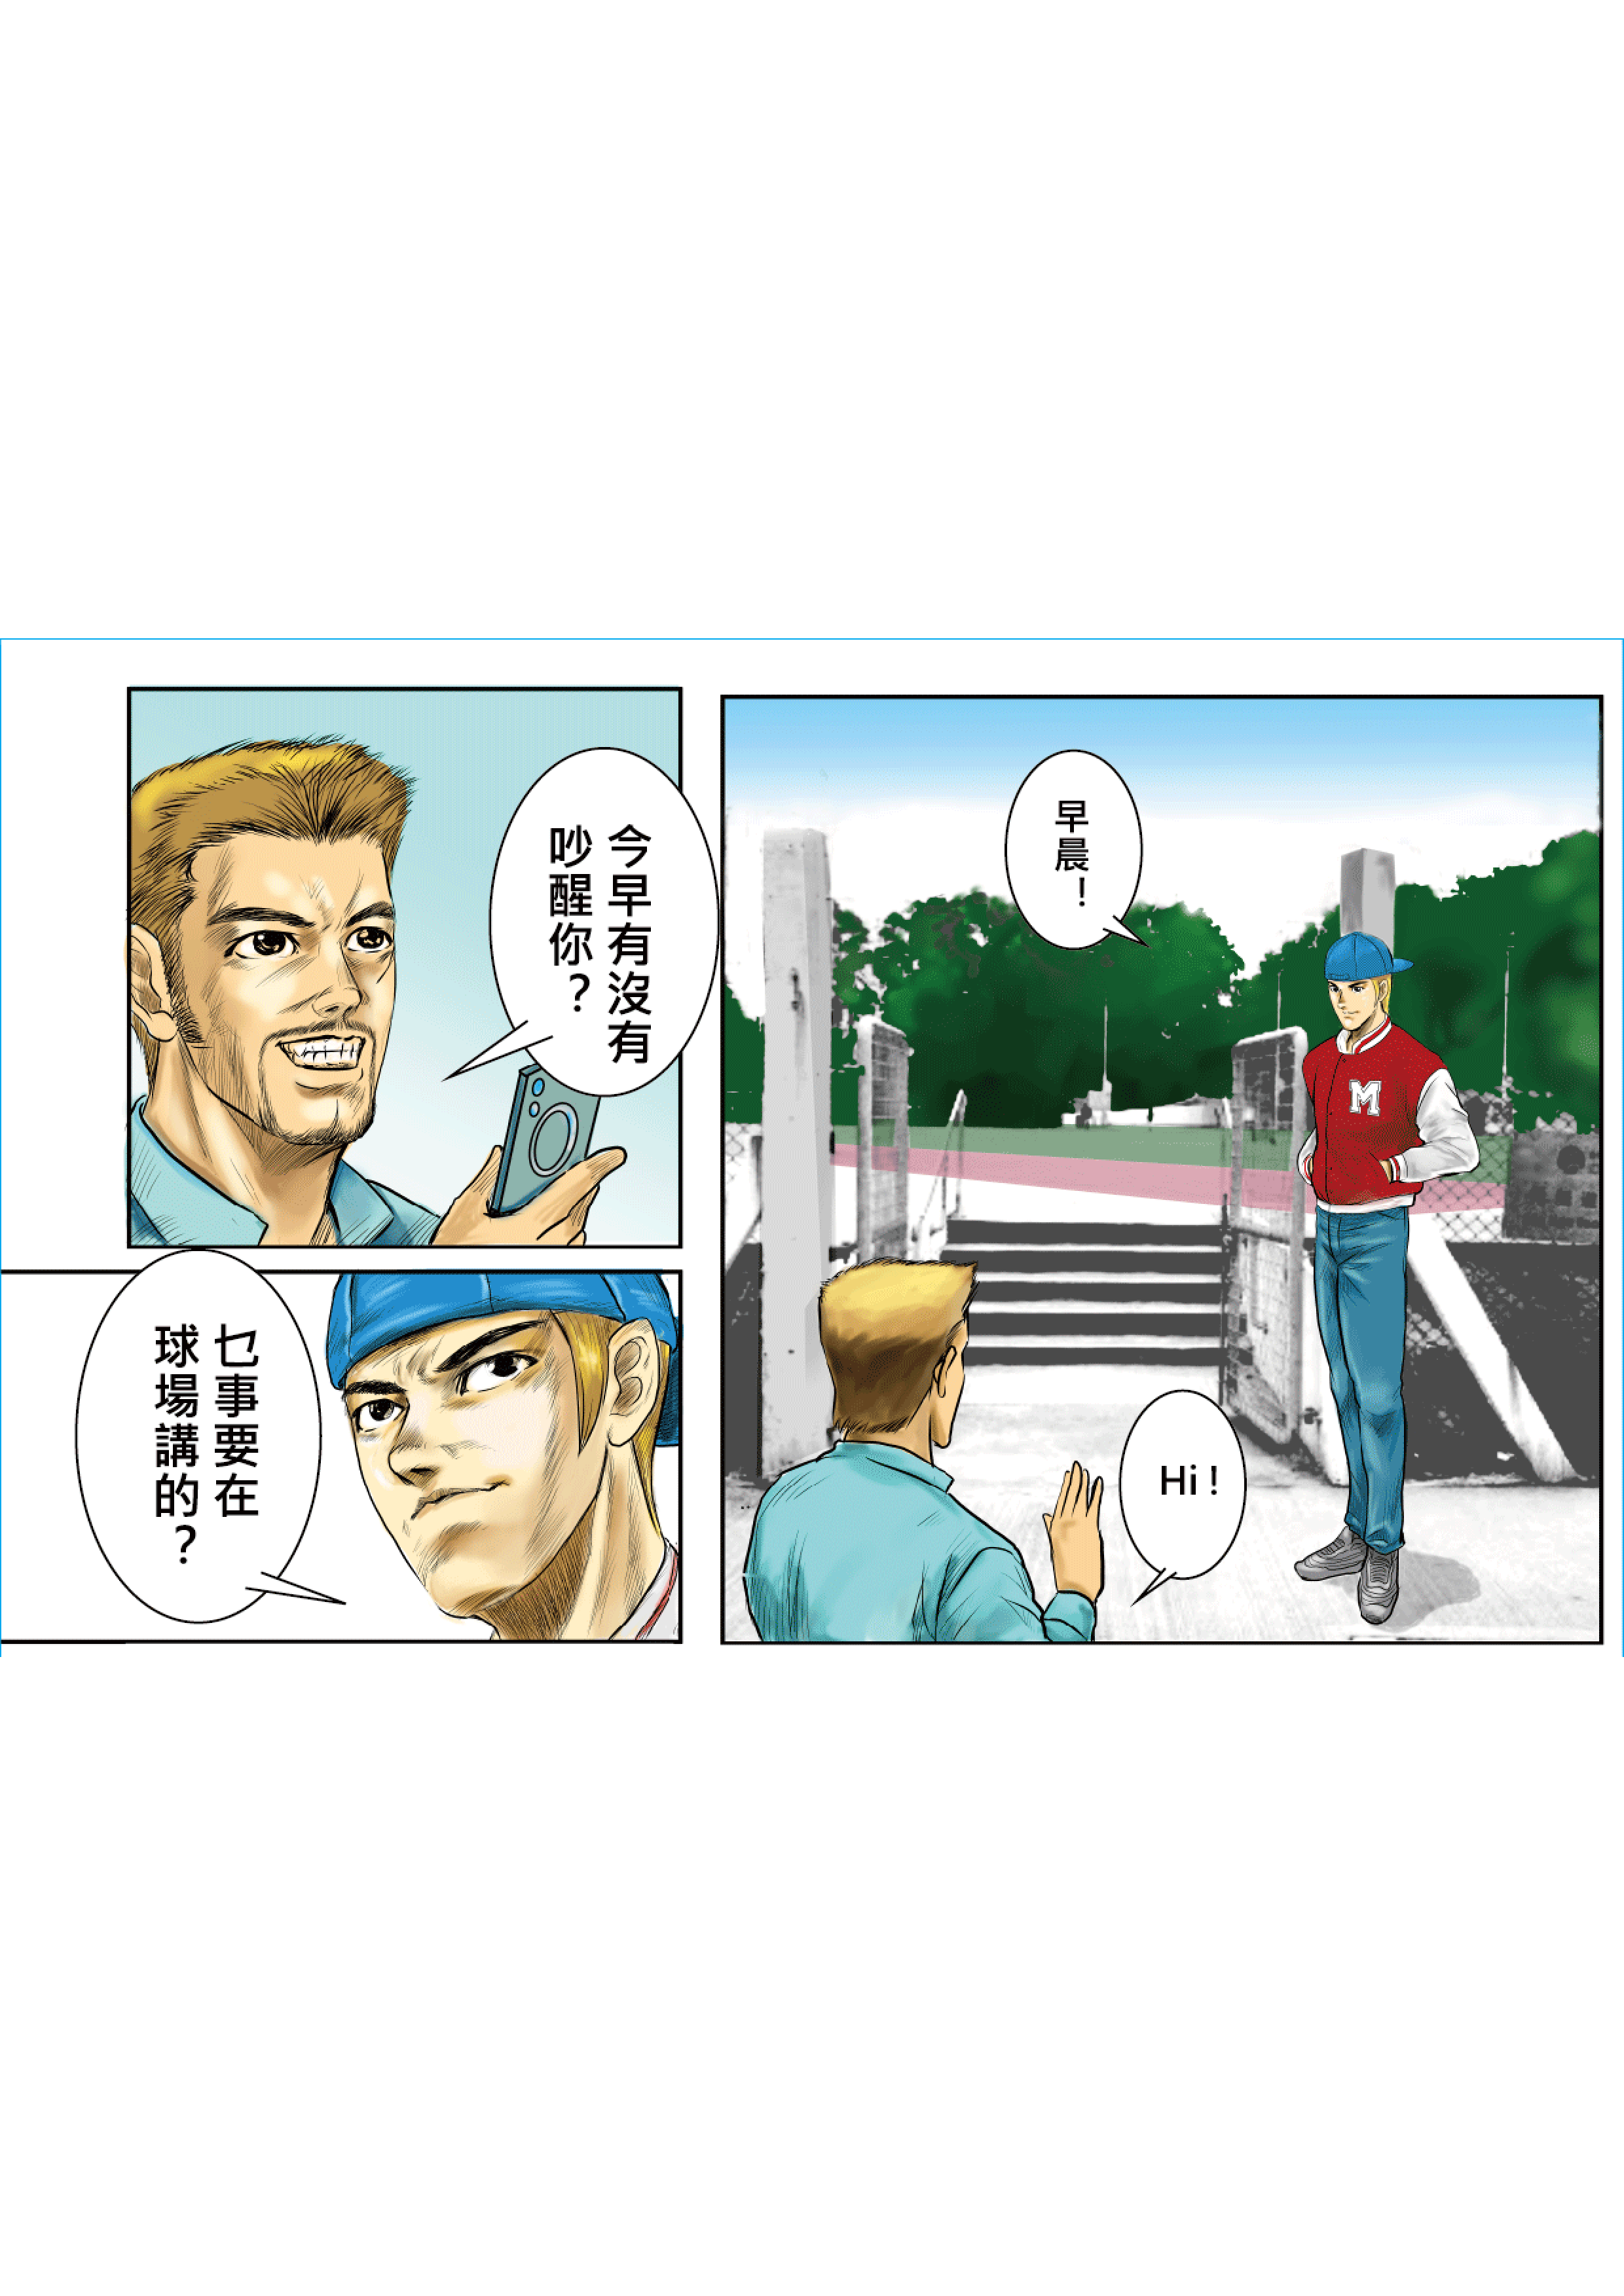 早晨！
M
Hi！
今早有沒有
吵醒你？
乜事要在
球場講的？